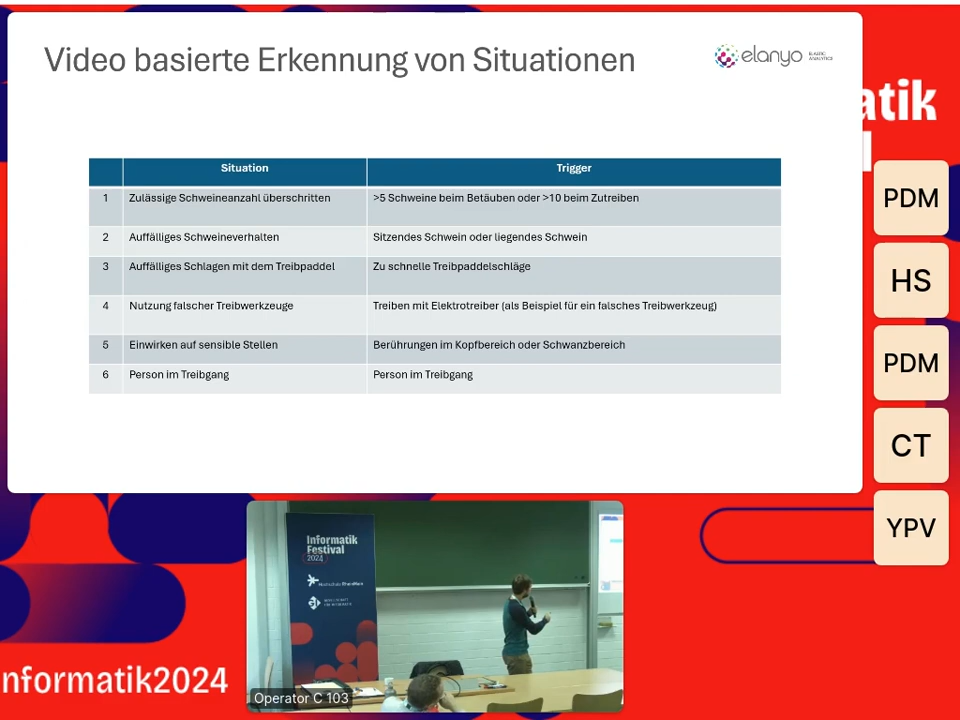 Video basierte Erkennung von Situationen
elanyo
ELASTIC
ANALYTICS
Situation Trigger
1 Zulässige Schweineanzahl überschritten >5 Schweine beim Betäuben oder >10 beim Zutreiben
2 Auffälliges Schweineverhalten Sitzendes Schwein oder liegendes Schwein
3 Auffälliges Schlagen mit dem Treibpaddel Zu schnelle Treibpaddelschläge
4 Nutzung falscher Treibwerkzeuge Treiben mit Elektrotreiber (als Beispiel für ein falsches Treibwerkzeug)
5 Einwirken auf sensible Stellen Berührungen im Kopfbereich oder Schwanzbereich
6 Person im Treibgang Person im Treibgang
atik
PDM
HS
PDM
CT
YPV
Informatik
Festival
2024
Hochschule RheinMain
Operator C 103
nformatik2024